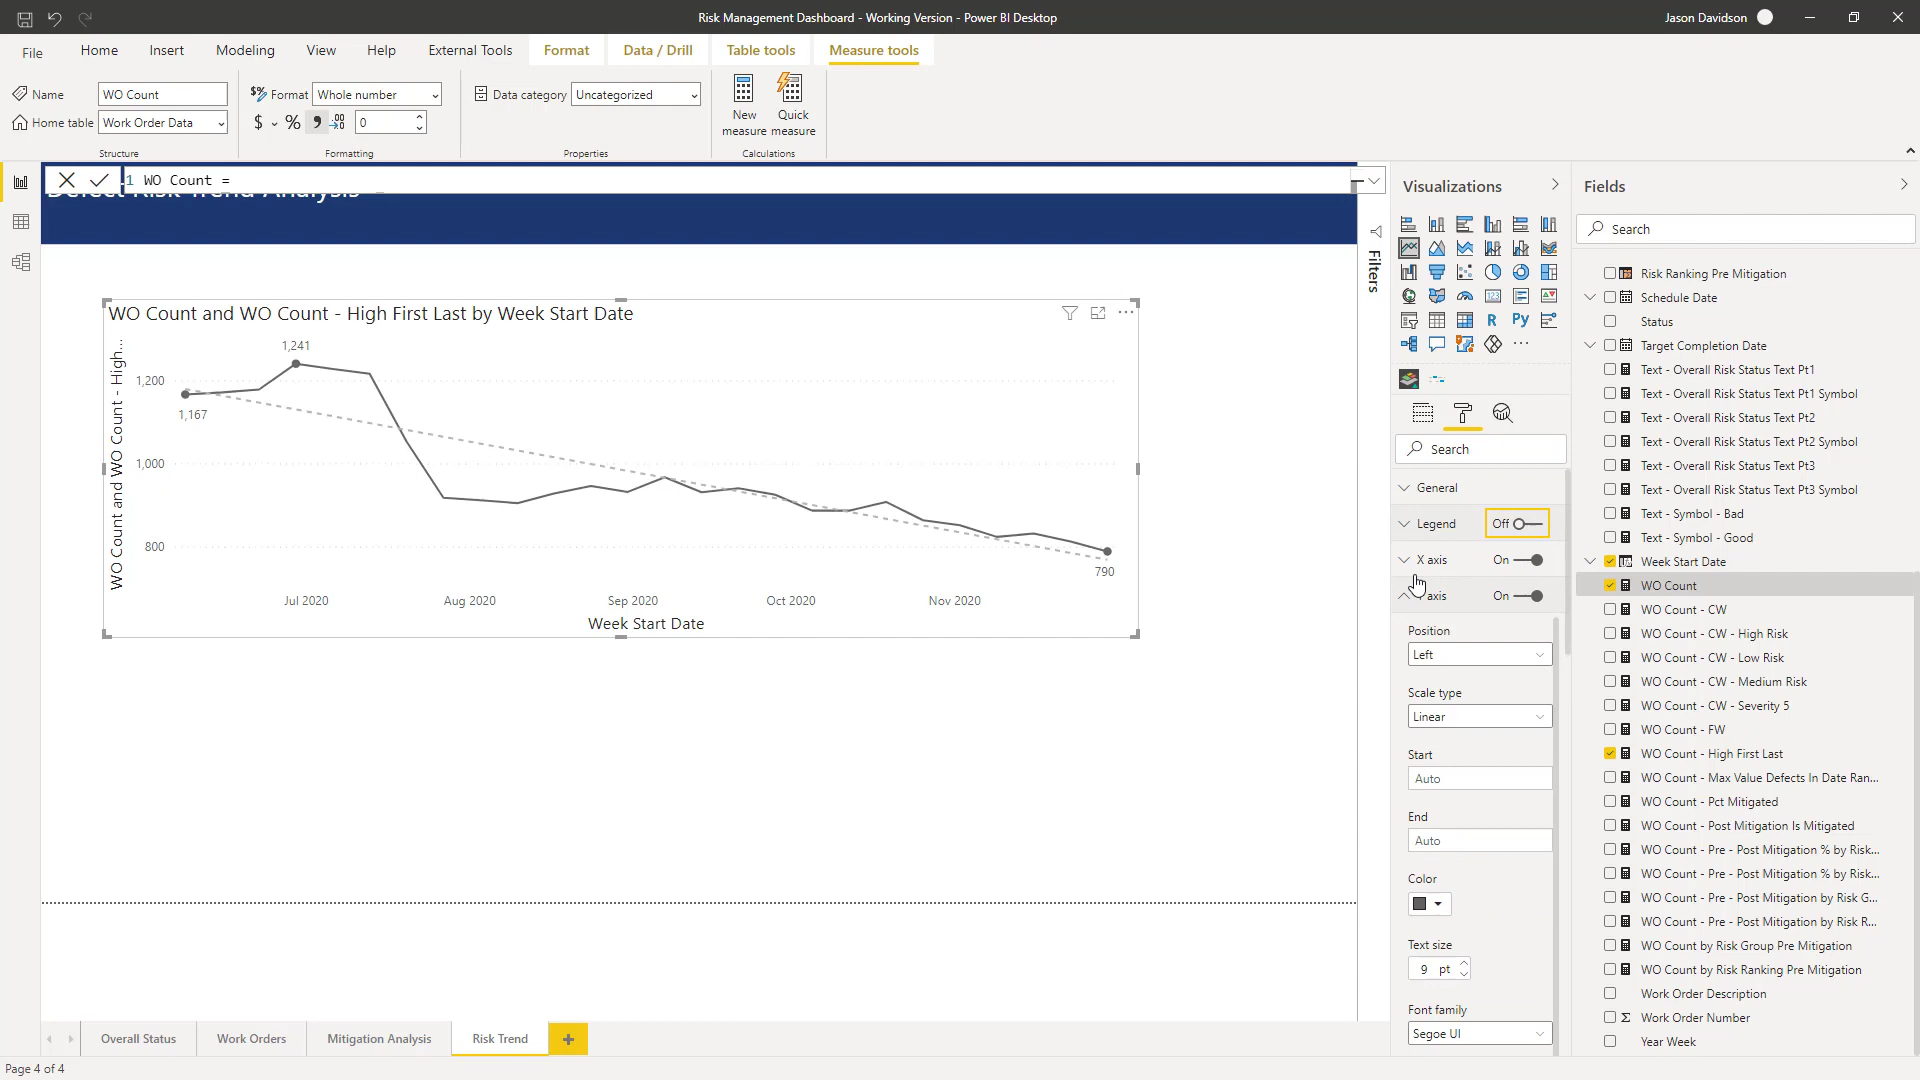 Risk Management Dashboard - Working Version - Power BI Desktop
Jason Davidson
File
Home
Insert
Modeling
View
Help
External Tools
Format
Data / Drill
Table tools
Measure tools
Name
WO Count
Home table
Work Order Data
Structure
Format
Whole number
$
%
0
Formatting
Data category
Uncategorized
Properties
New
measure
Quick
measure
Calculations
1 WO Count =
Defect Risk Trend Analysis
WO Count and WO Count - High First Last by Week Start Date
WO Count and WO Count - High...
1,200
1,000
800
1,241
1,167
790
Jul 2020
Aug 2020
Sep 2020
Oct 2020
Nov 2020
Week Start Date
Filters
Visualizations
R
Py
123
...
Search
General
Legend
Off
X axis
On
axis
On
Position
Left
Scale type
Linear
Start
Auto
End
Auto
Color
Text size
9 pt
Font family
Segoe UI
Fields
Search
Risk Ranking Pre Mitigation
Schedule Date
Status
Target Completion Date
Text - Overall Risk Status Text Pt1
Text - Overall Risk Status Text Pt1 Symbol
Text - Overall Risk Status Text Pt2
Text - Overall Risk Status Text Pt2 Symbol
Text - Overall Risk Status Text Pt3
Text - Overall Risk Status Text Pt3 Symbol
Text - Symbol - Bad
Text - Symbol - Good
Week Start Date
WO Count
WO Count - CW
WO Count - CW - High Risk
WO Count - CW - Low Risk
WO Count - CW - Medium Risk
WO Count - CW - Severity 5
WO Count - FW
WO Count - High First Last
WO Count - Max Value Defects In Date Ran...
WO Count - Pct Mitigated
WO Count - Post Mitigation Is Mitigated
WO Count - Pre - Post Mitigation % by Risk...
WO Count - Pre - Post Mitigation % by Risk...
WO Count - Pre - Post Mitigation by Risk G...
WO Count - Pre - Post Mitigation by Risk R...
WO Count by Risk Group Pre Mitigation
WO Count by Risk Ranking Pre Mitigation
Work Order Description
Σ Work Order Number
Year Week
Overall Status
Work Orders
Mitigation Analysis
Risk Trend
+
Page 4 of 4